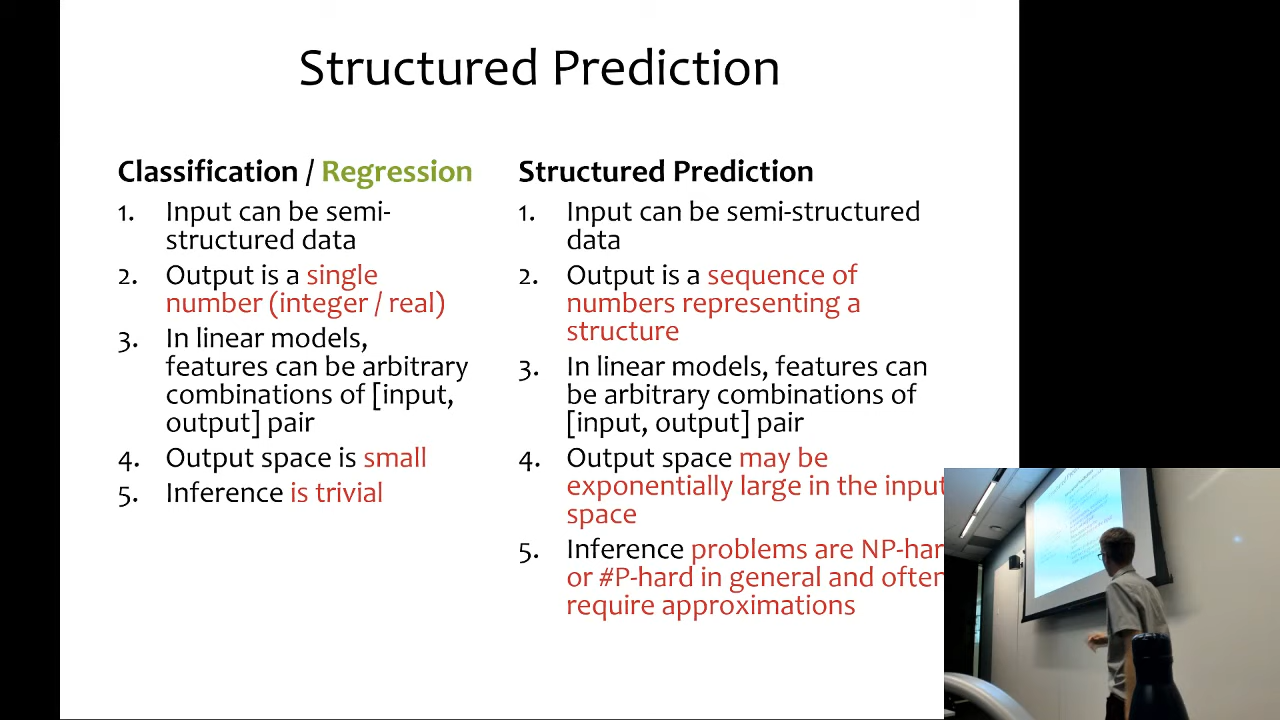 Structured Prediction
Classification / Regression
1. Input can be semi-
structured data
2. Output is a single
number (integer / real)
3. In linear models,
features can be arbitrary
combinations of [input,
output] pair
4. Output space is small
5. Inference is trivial
Structured Prediction
1. Input can be semi-structured
data
2. Output is a sequence of
numbers representing a
structure
3. In linear models, features can
be arbitrary combinations of
[input, output] pair
4. Output space may be
exponentially large in the input
space
5. Inference problems are NP-har
or #P-hard in general and often
require approximations